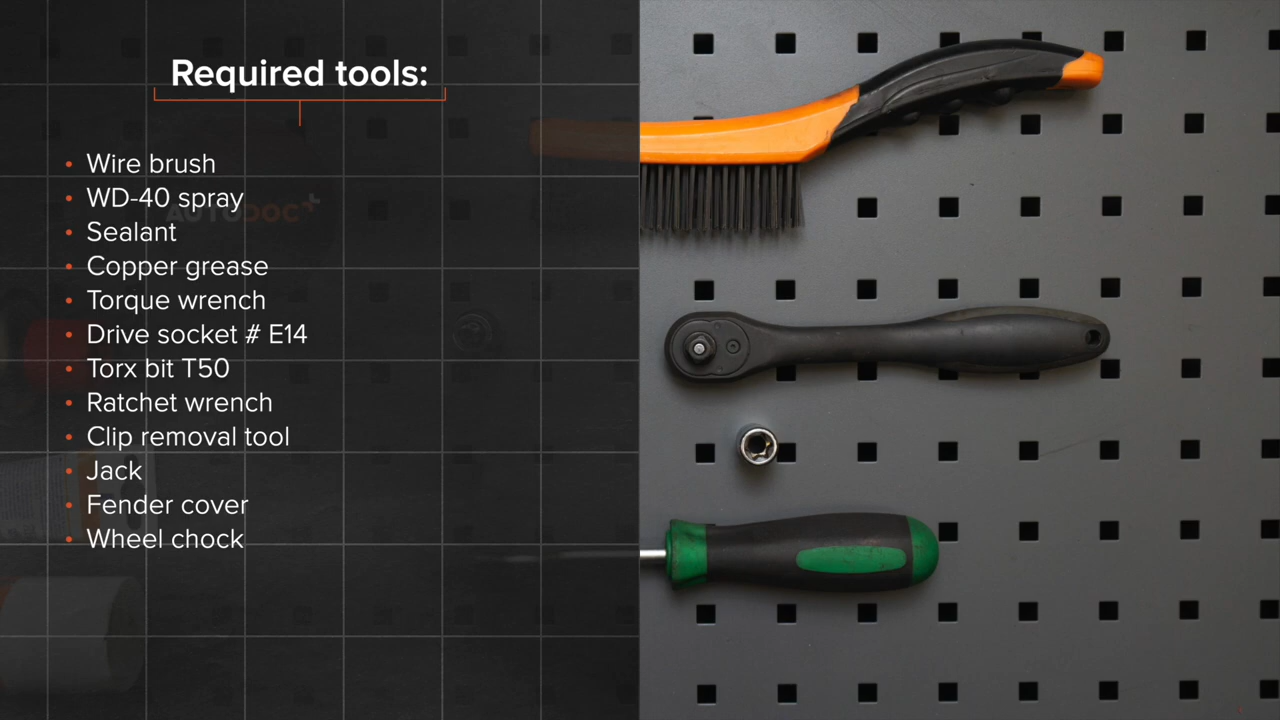 Required tools:
• Wire brush
• WD-40 spray
AUTODOC
• Sealant
• Copper grease
• Torque wrench
• Drive socket # E14
• Torx bit T50
• Ratchet wrench
• Clip removal tool
• Jack
• Fender cover
• Wheel chock